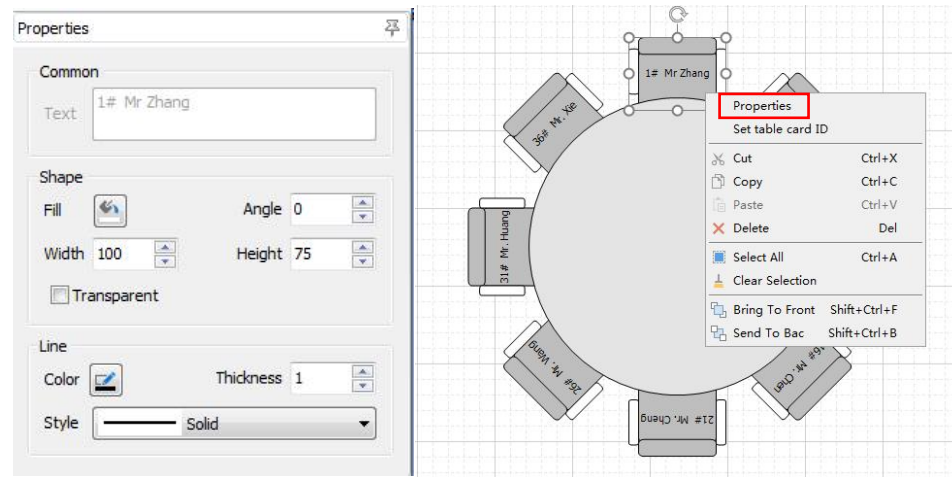 Properties
Common
Text 1# Mr Zhang
Shape
Fill Angle 0
Width 100 Height 75
Transparent
Line
Color Thickness 1
Style Solid
1# Mr Zhang
36# Mr. Xie
31# Mr. Huang
26# Mr. Wang
21# Mr. Cheng
16# Mr. Chen
Properties
Set table card ID
Cut Ctrl+X
Copy Ctrl+C
Paste Ctrl+V
Delete Del
Select All Ctrl+A
Clear Selection
Bring To Front Shift+Ctrl+F
Send To Bac Shift+Ctrl+B